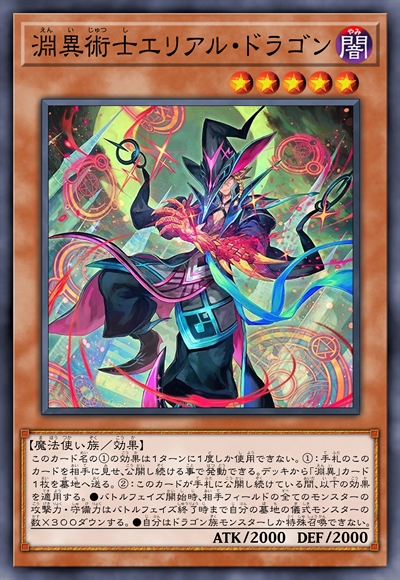 淵異術士エリアル・ドラゴン
闇
【魔法使い族／効果】
このカード名の①の効果は1ターンに1度しか使用できない。①：手札のこ
のカードを相手に見せ、公開し続ける事で発動できる。デッキから「淵異」カード
1枚を墓地へ送る。②：このカードが手札に公開し続けている間、以下の効果
を適用する。●バトルフェイズ開始時、相手フィールドの全てのモンスターの
攻撃力・守備力はバトルフェイズ終了時まで自分の墓地の儀式モンスターの
数×300ダウンする。●自分はドラゴン族モンスターしか特殊召喚できない。
ATK/2000 DEF/2000